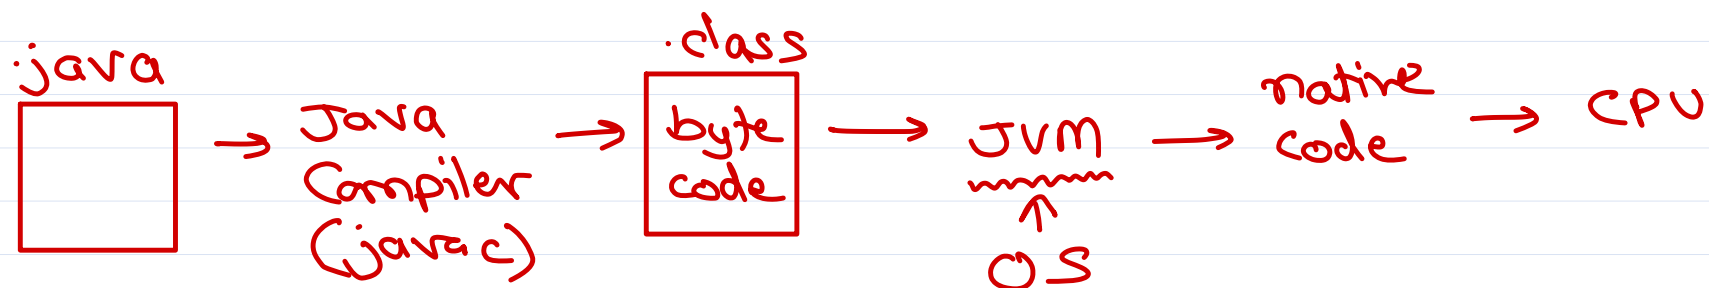 .java
Java
Compiler
(javac)
.class
byte
code
JVM
OS
native
code
CPU